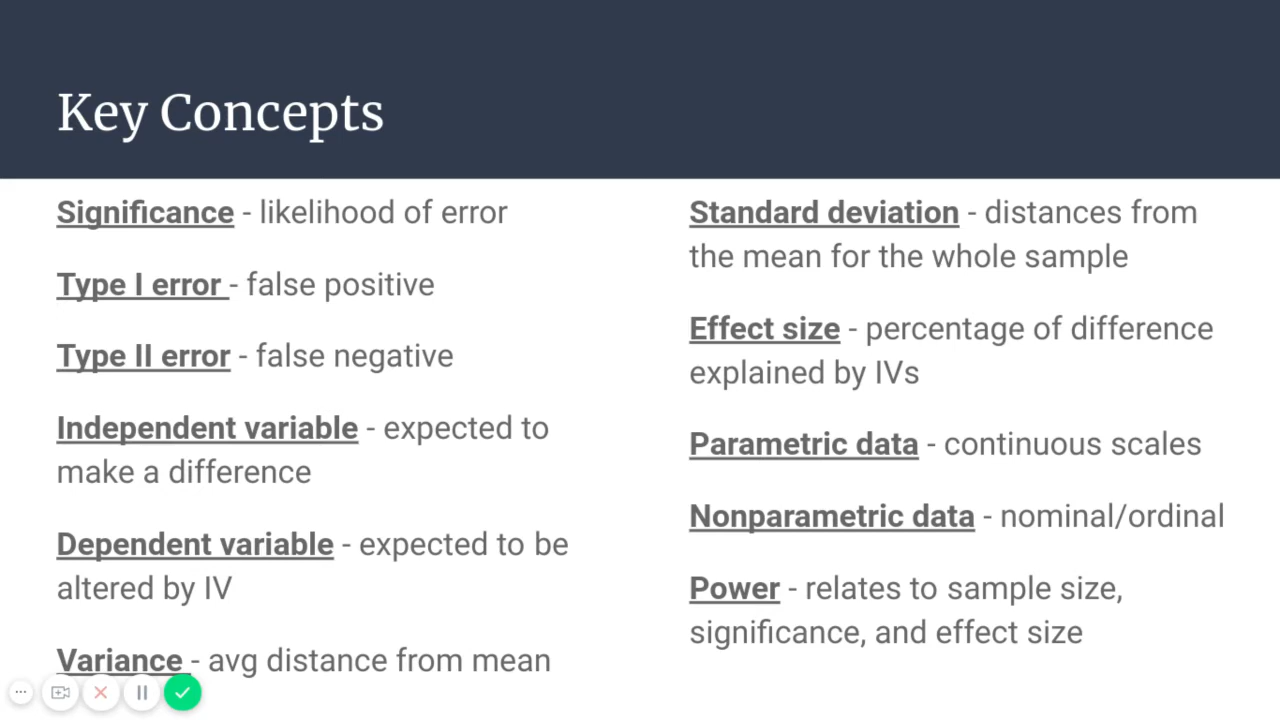 Key Concepts
Significance - likelihood of error
Type I error - false positive
Type II error - false negative
Independent variable - expected to
make a difference
Dependent variable - expected to be
altered by IV
Variance - avg distance from mean
Standard deviation - distances from
the mean for the whole sample
Effect size - percentage of difference
explained by IVs
Parametric data - continuous scales
Nonparametric data - nominal/ordinal
Power - relates to sample size,
significance, and effect size